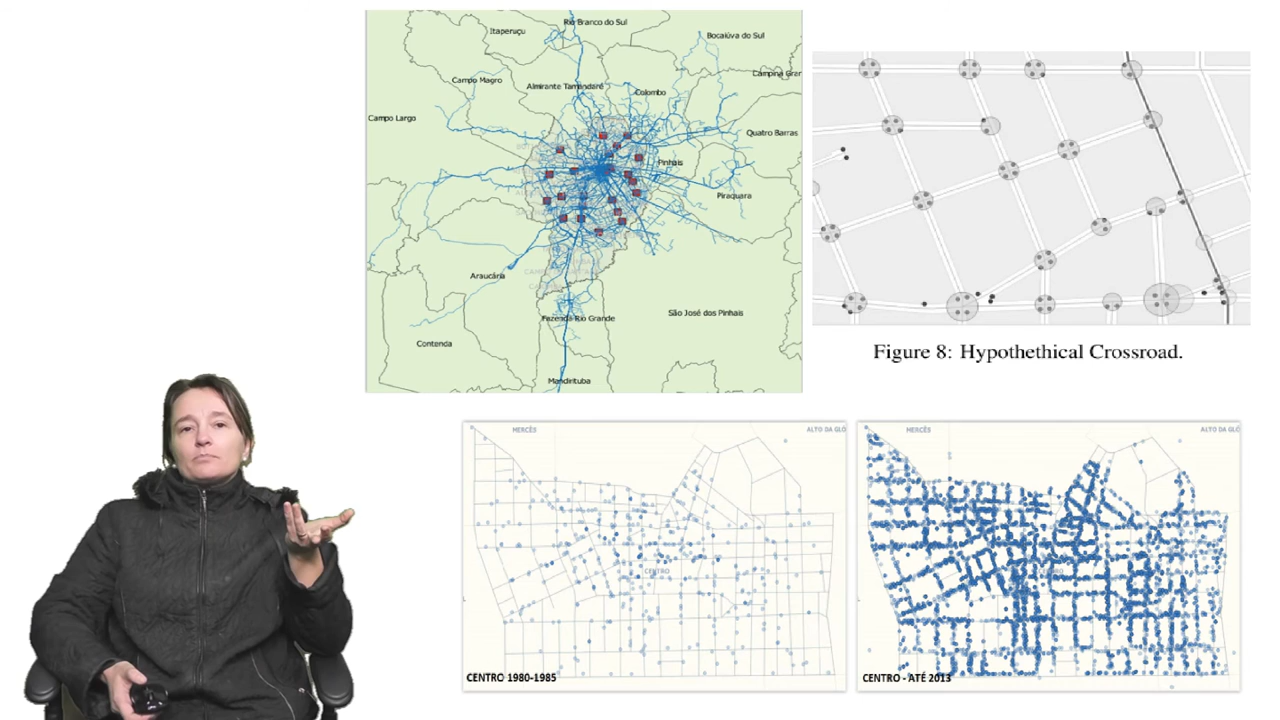 Rio Branco do Sul
Itaperuçu
Bocaiúva do Sul
Campina Grar
Campo Magro
Almirante Tamandaré
Colombo
Campo Largo
Quatro Barras
Pinhais
Piraquara
Araucária
Fazenda Rio Grande
São José dos Pinhais
Contenda
Mandirituba
Figure 8: Hypothethical Crossroad.
MERCÊS
ALTO DA GLÓ
CENTRO
CENTRO 1980-1985
MERCÊS
ALTO DA GLÓ
CENTRO
CENTRO - ATÉ 2013